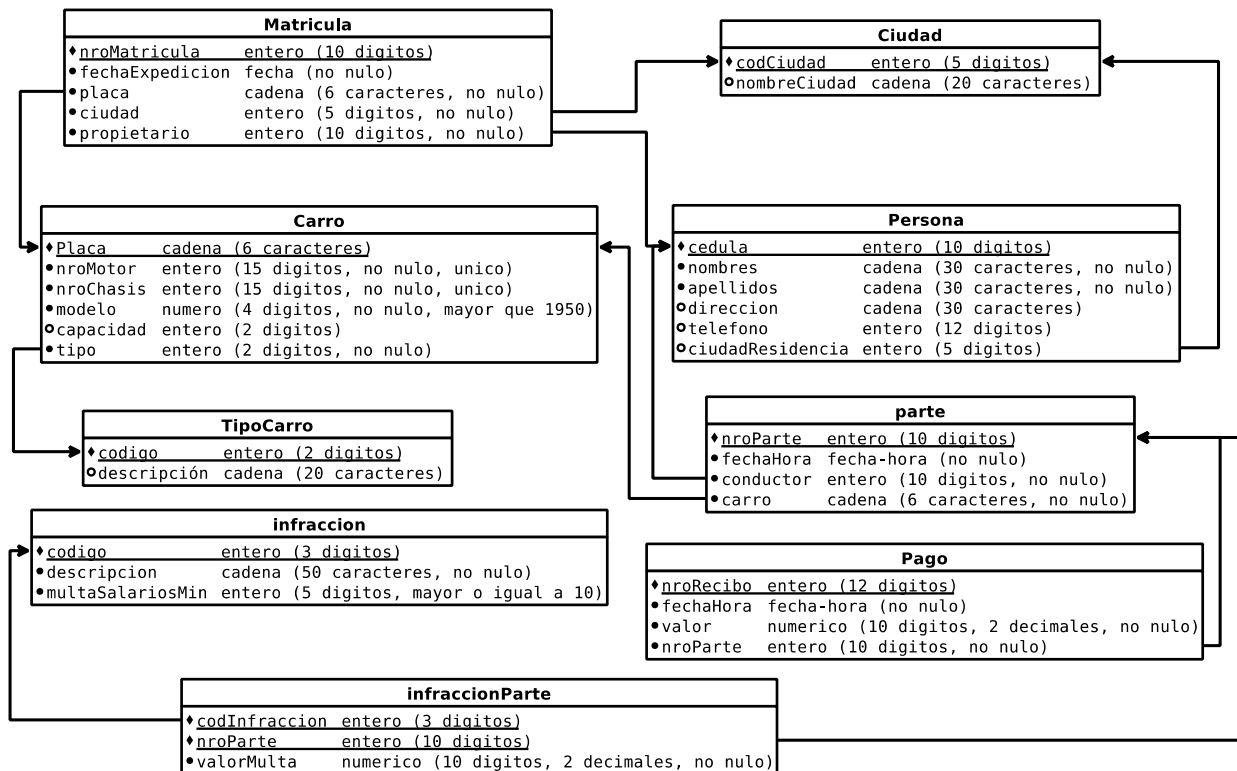 Matricula
nroMatricula entero (10 digitos)
fechaExpedicion fecha (no nulo)
placa cadena (6 caracteres, no nulo)
ciudad entero (5 digitos, no nulo)
propietario entero (10 digitos, no nulo)
Ciudad
codCiudad entero (5 digitos)
nombreCiudad cadena (20 caracteres)
Carro
Placa cadena (6 caracteres)
nroMotor entero (15 digitos, no nulo, unico)
nroChasis entero (15 digitos, no nulo, unico)
modelo numero (4 digitos, no nulo, mayor que 1950)
capacidad entero (2 digitos)
tipo entero (2 digitos, no nulo)
Persona
cedula entero (10 digitos)
nombres cadena (30 caracteres, no nulo)
apellidos cadena (30 caracteres, no nulo)
direccion cadena (30 caracteres)
telefono entero (12 digitos)
ciudadResidencia entero (5 digitos)
TipoCarro
codigo entero (2 digitos)
descripción cadena (20 caracteres)
parte
nroParte entero (10 digitos)
fechaHora fecha-hora (no nulo)
conductor entero (10 digitos, no nulo)
carro cadena (6 caracteres, no nulo)
infraccion
codigo entero (3 digitos)
descripcion cadena (50 caracteres, no nulo)
multaSalariosMin entero (5 digitos, mayor o igual a 10)
Pago
nroRecibo entero (12 digitos)
fechaHora fecha-hora (no nulo)
valor numerico (10 digitos, 2 decimales, no nulo)
nroParte entero (10 digitos, no nulo)
infraccionParte
codInfraccion entero (3 digitos)
nroParte entero (10 digitos)
valorMulta numerico (10 digitos, 2 decimales, no nulo)